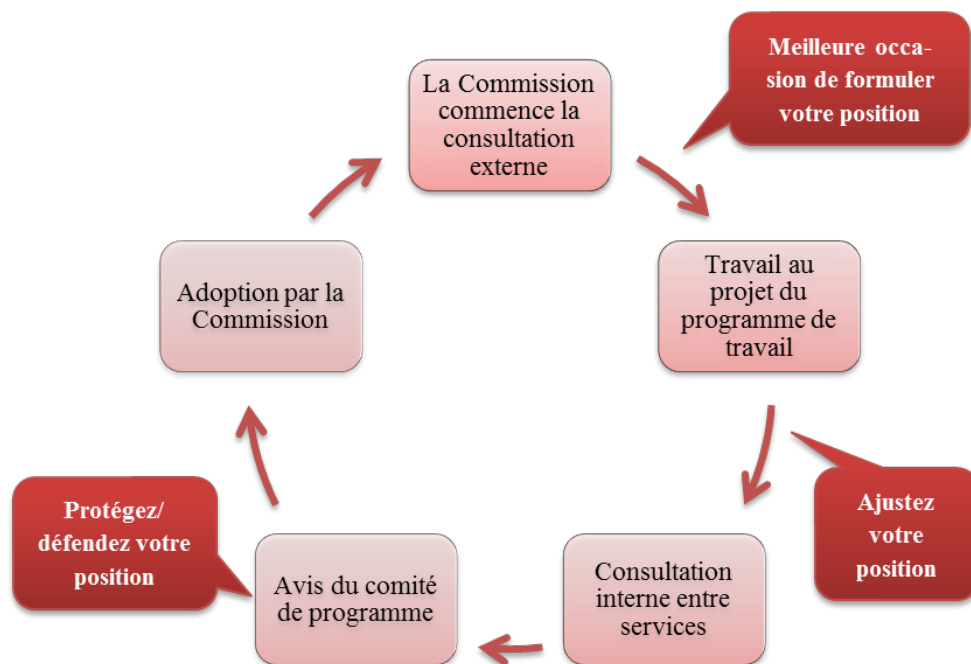 Meilleure occa-
sion de formuler
votre position
La Commission
commence la
consultation
externe
Travail au
projet du
programme de
travail
Adoption par la
Commission
Ajustez
votre
position
Protégez/
défendez votre
position
Consultation
interne entre
services
Avis du comité
de programme